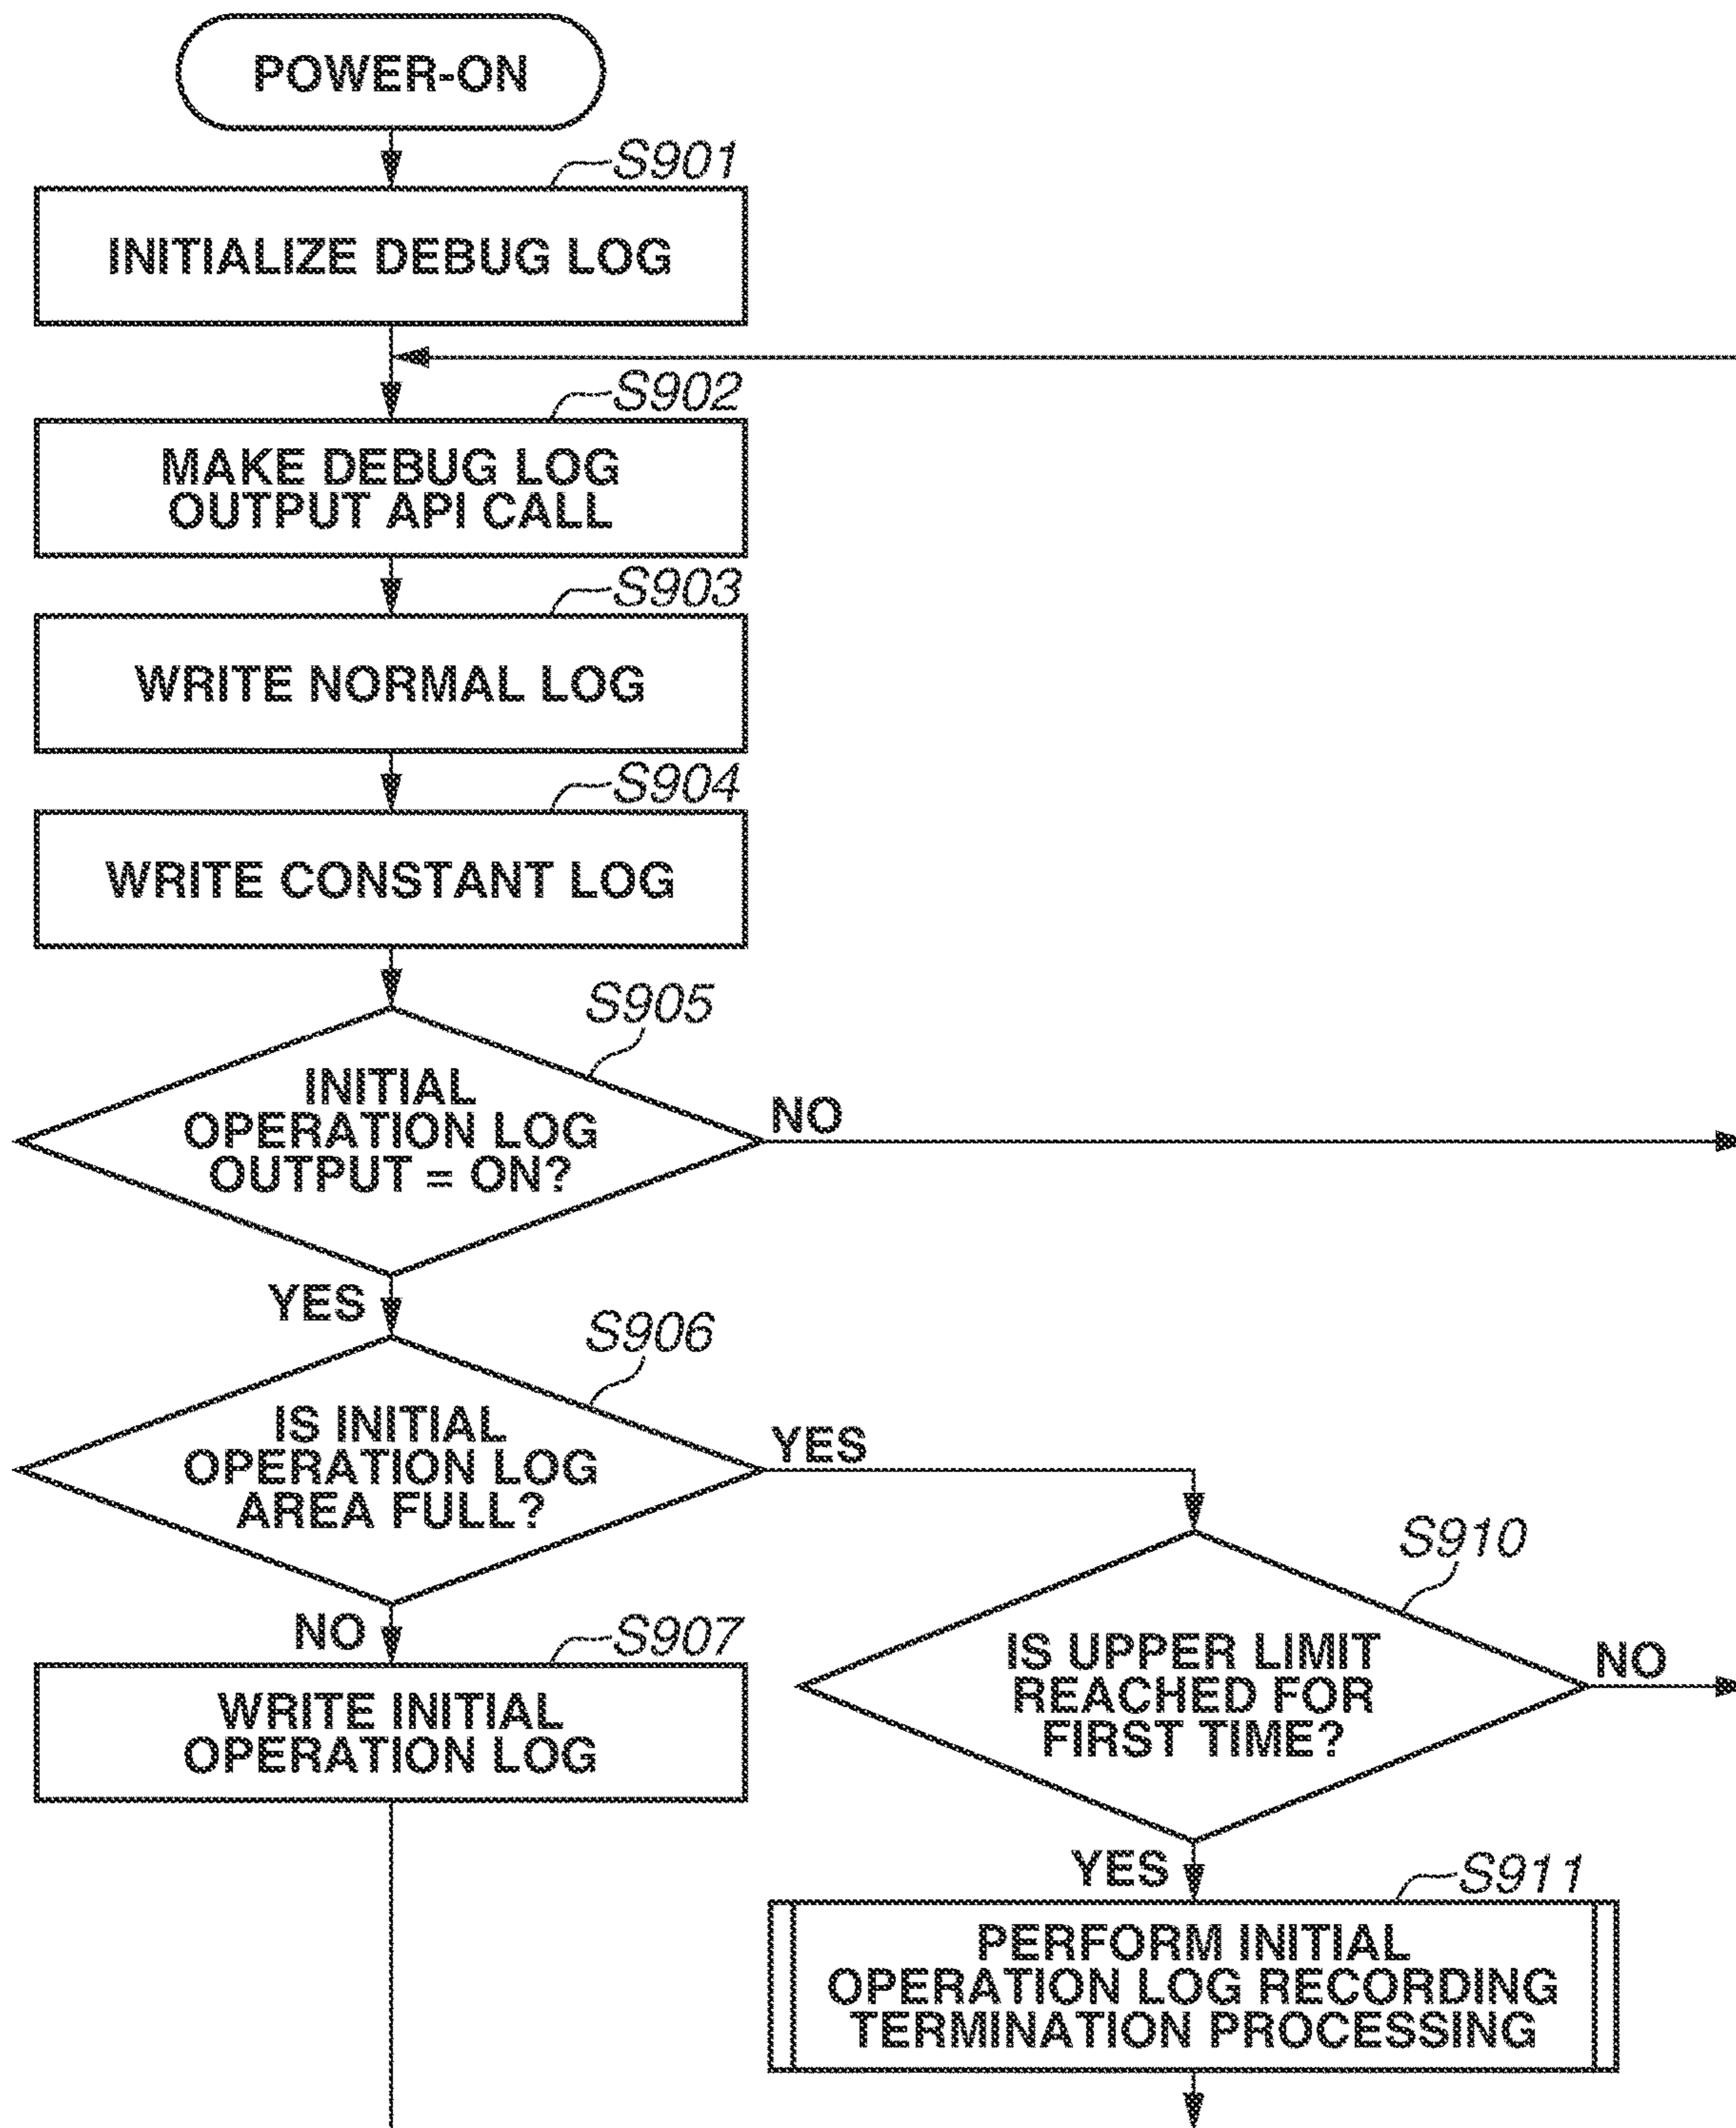 POWER-ON
S901
INITIALIZE DEBUG LOG
S902
MAKE DEBUG LOG
OUTPUT API CALL
S903
WRITE NORMAL LOG
S904
WRITE CONSTANT LOG
S905
INITIAL
OPERATION LOG
OUTPUT = ON?
NO
YES
S906
IS INITIAL
OPERATION LOG
AREA FULL?
YES
NO
S907
WRITE INITIAL
OPERATION LOG
S910
IS UPPER LIMIT
REACHED FOR
FIRST TIME?
NO
YES
S911
PERFORM INITIAL
OPERATION LOG RECORDING
TERMINATION PROCESSING